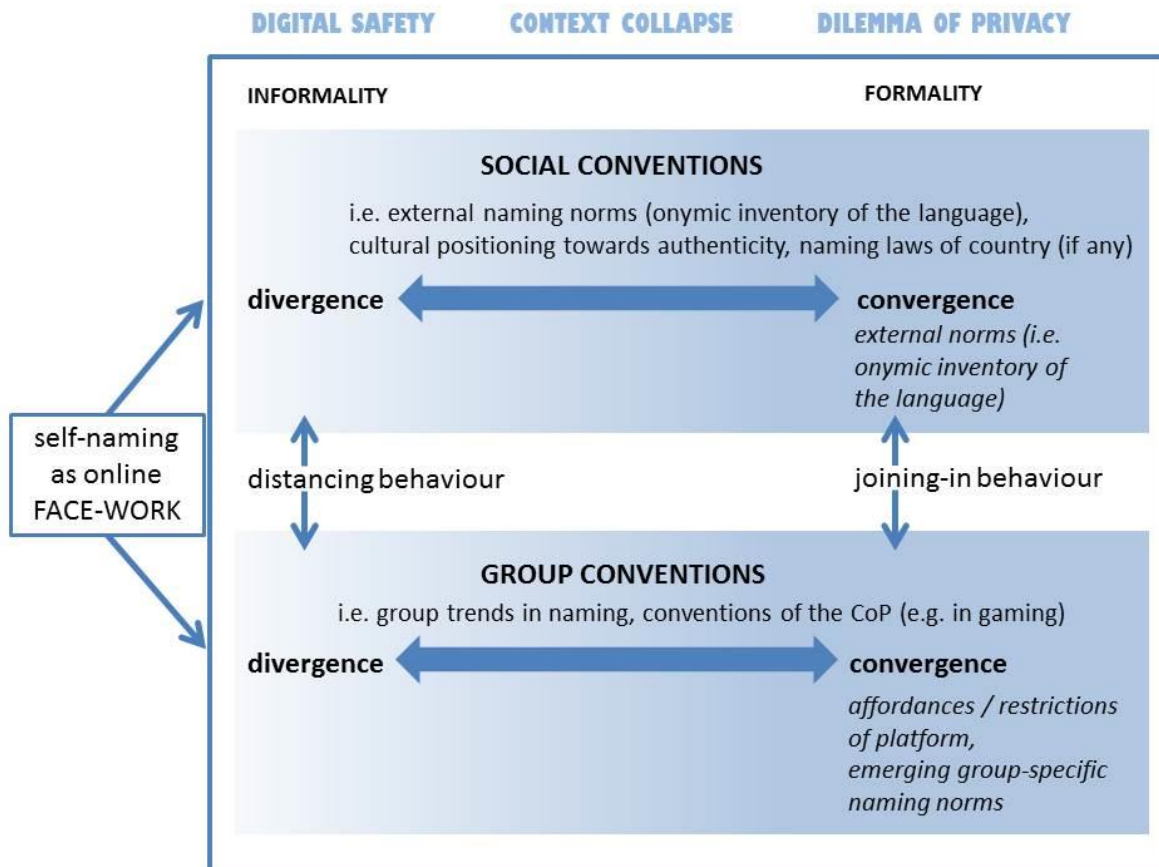 DIGITAL SAFETY CONTEXT COLLAPSE DILEMMA OF PRIVACY
INFORMALITY FORMALITY
SOCIAL CONVENTIONS
i.e. external naming norms (onymic inventory of the language),
cultural positioning towards authenticity, naming laws of country (if any)
divergence convergence
external norms (i.e.
onymic inventory of
the language)
self-naming
as online
FACE-WORK
distancing behaviour joining-in behaviour
GROUP CONVENTIONS
i.e. group trends in naming, conventions of the CoP (e.g. in gaming)
divergence convergence
affordances / restrictions
of platform,
emerging group-specific
naming norms